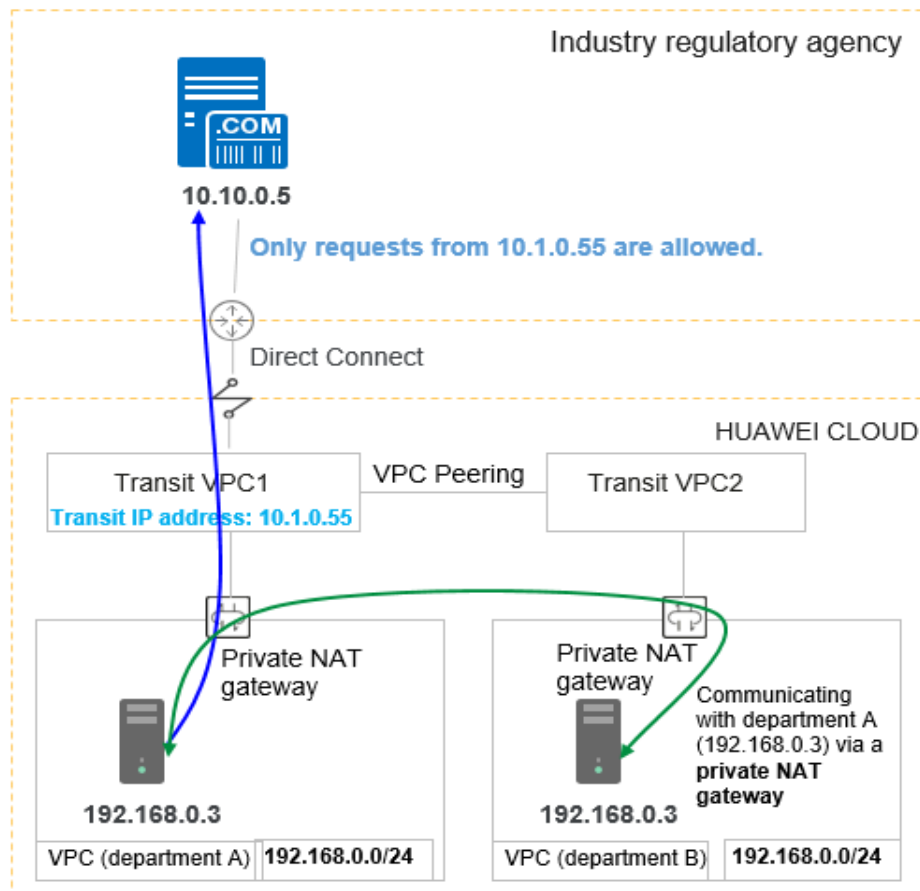 Industry regulatory agency
.COM
10.10.0.5
Only requests from 10.1.0.55 are allowed.
Direct Connect
HUAWEI CLOUD
Transit VPC1
VPC Peering
Transit VPC2
Transit IP address: 10.1.0.55
Private NAT
gateway
Private NAT
gateway
Communicating
with department A
(192.168.0.3) via a
private NAT
gateway
192.168.0.3
192.168.0.3
VPC (department A)
192.168.0.0/24
VPC (department B)
192.168.0.0/24